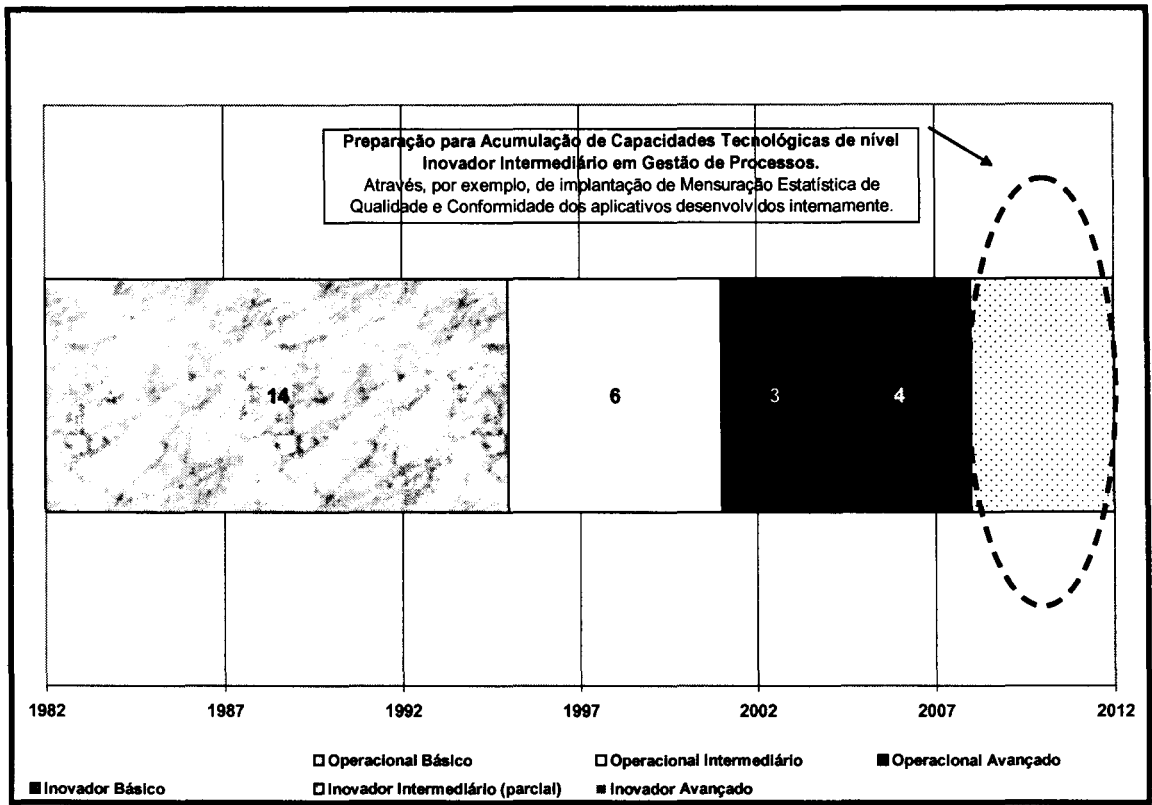 Preparação para Acumulação de Capacidades Tecnológicas de nível
Inovador Intermediário em Gestão de Processos.
Através, por exemplo, de implantação de Mensuração Estatística de
Qualidade e Conformidade dos aplicativos desenvolvidos internamente.
14 6 3 4
1982 1987 1992 1997 2002 2007 2012
Operacional Básico Operacional Intermediário Operacional Avançado
Inovador Básico Inovador Intermediário (parcial) Inovador Avançado